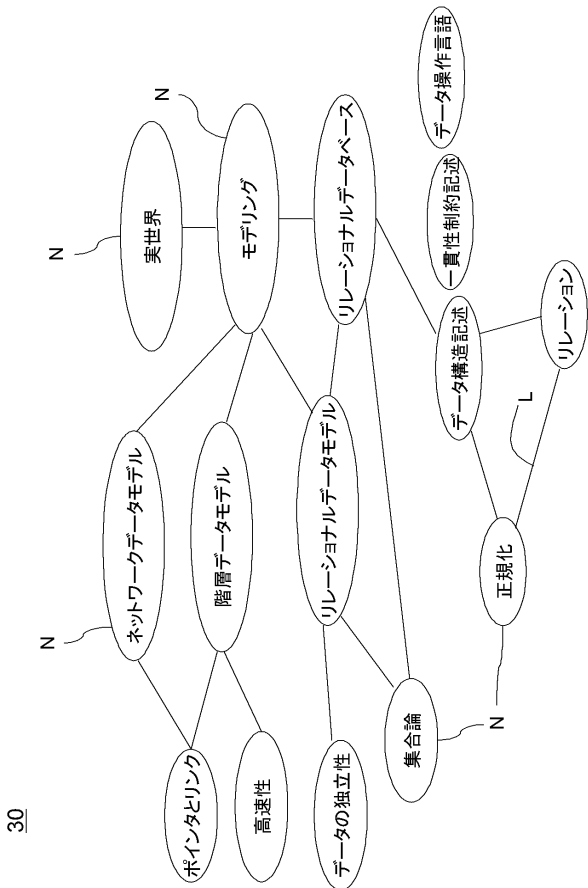 30
N
実世界
N
モデリング
リレーショナルデータベース
データ操作言語
一貫性制約記述
データ構造記述
リレーション
L
N
ネットワークデータモデル
階層データモデル
リレーショナルデータモデル
正規化
N
ポインタとリンク
高速性
データの独立性
集合論